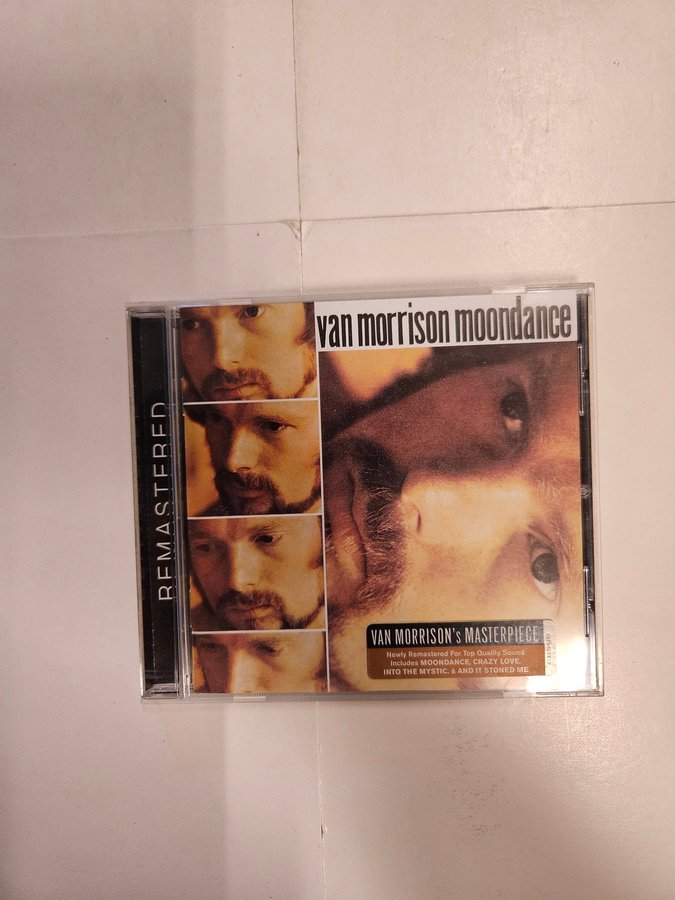 REMASTERED
van morrison moondance
VAN MORRISON's MASTERPIECE
Newly Remastered For Top Quality Sound
Includes MOONDANCE, CRAZY LOVE,
INTO THE MYSTIC, & AND IT STONED ME